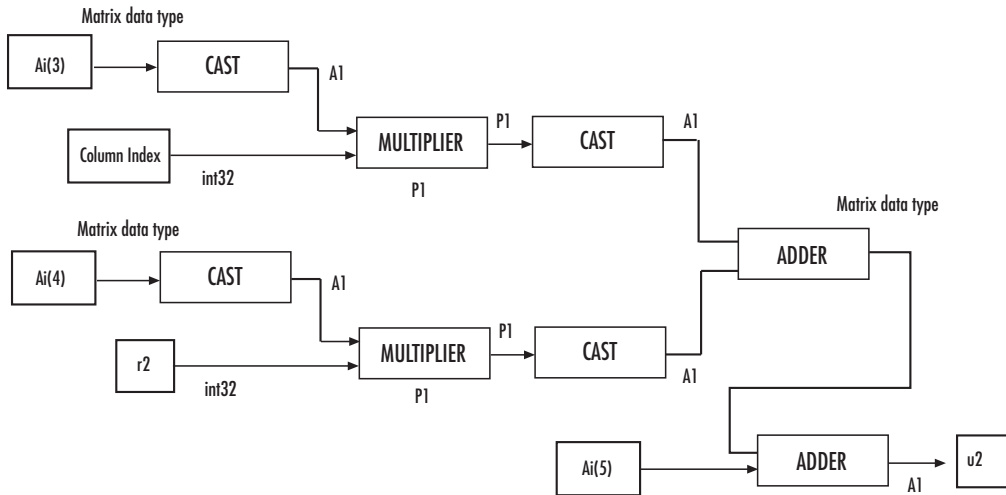 Matrix data type
Ai(3)
CAST
A1
Column Index
int32
MULTIPLIER
P1
P1
CAST
A1
Matrix data type
Ai(4)
CAST
A1
r2
int32
MULTIPLIER
P1
P1
CAST
A1
Matrix data type
ADDER
Ai(5)
ADDER
A1
u2